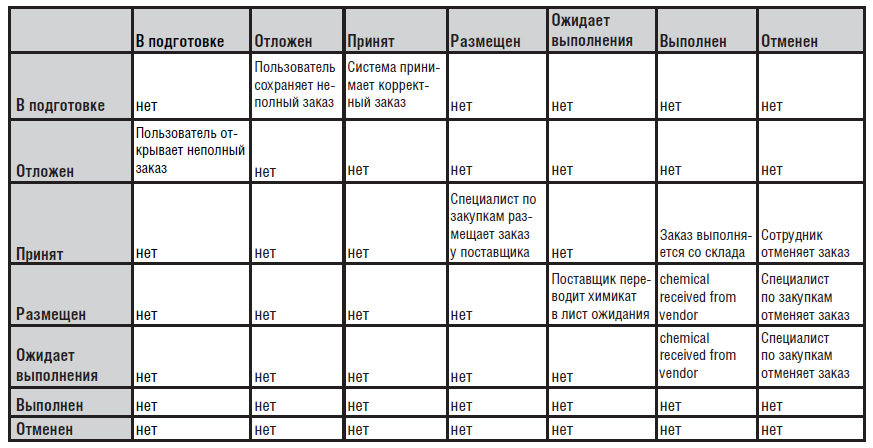 В подготовке
Отложен
Принят
Размещен
Ожидает
выполнения
Выполнен
Отменен
В подготовке
нет
Пользователь
сохраняет не-
полный заказ
Система прини-
мает коррект-
ный заказ
нет
нет
нет
нет
Отложен
Пользователь от-
крывает неполный
заказ
нет
нет
нет
нет
нет
нет
Принят
нет
нет
нет
Специалист по
закупкам раз-
мещает заказ
у поставщика
нет
Заказ выполня-
ется со склада
Сотрудник
отменяет заказ
Размещен
нет
нет
нет
нет
Поставщик пере-
водит химикат
в лист ожидания
chemical
received from
vendor
Специалист
по закупкам
отменяет заказ
Ожидает
выполнения
нет
нет
нет
нет
нет
chemical
received from
vendor
Специалист
по закупкам
отменяет заказ
Выполнен
нет
нет
нет
нет
нет
нет
нет
Отменен
нет
нет
нет
нет
нет
нет
нет